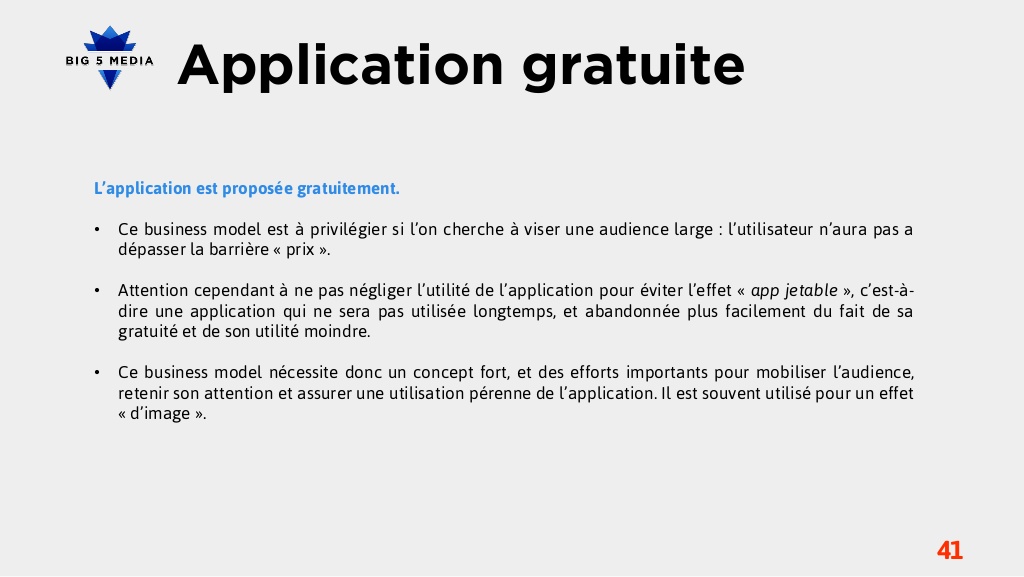 BIG 5 MEDIA
Application gratuite
L’application est proposée gratuitement.
• Ce business model est à privilégier si l’on cherche à viser une audience large : l’utilisateur n’aura pas a
dépasser la barrière « prix ».
• Attention cependant à ne pas négliger l’utilité de l’application pour éviter l’effet « app jetable », c’est-à-
dire une application qui ne sera pas utilisée longtemps, et abandonnée plus facilement du fait de sa
gratuité et de son utilité moindre.
• Ce business model nécessite donc un concept fort, et des efforts importants pour mobiliser l’audience,
retenir son attention et assurer une utilisation pérenne de l’application. Il est souvent utilisé pour un effet
« d’image ».
41